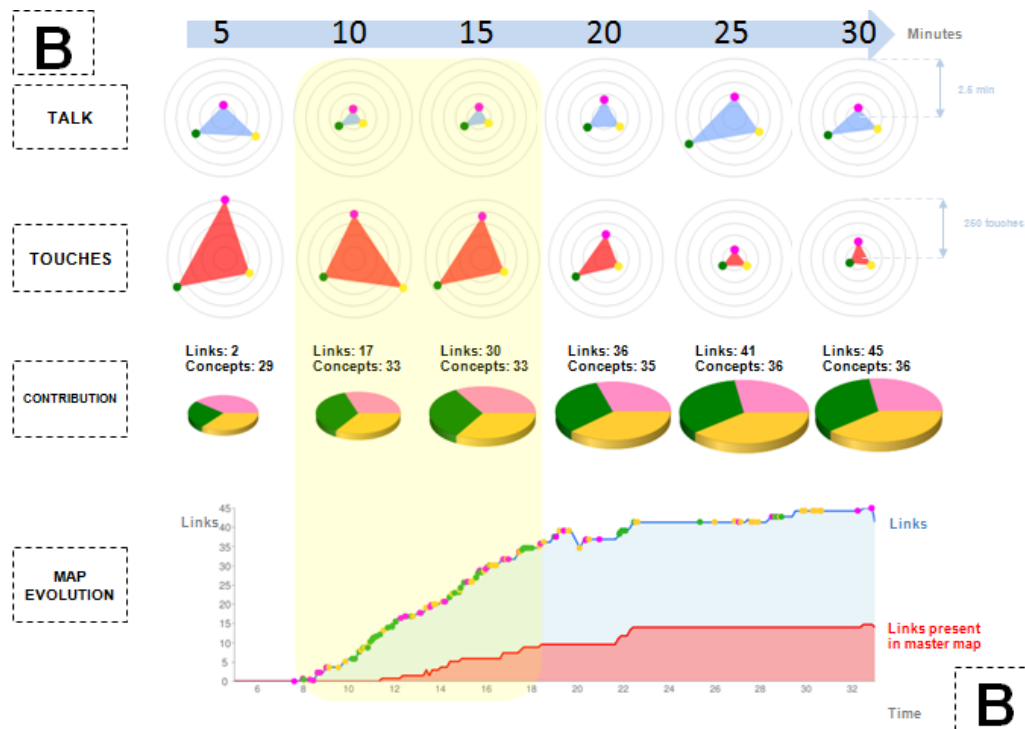 B
5 10 15 20 25 30 Minutes
TALK
2.5 min
TOUCHES
250 touches
Links: 2
Concepts: 29
Links: 17
Concepts: 33
Links: 30
Concepts: 33
Links: 36
Concepts: 35
Links: 41
Concepts: 36
Links: 45
Concepts: 36
CONTRIBUTION
Links
45
40
35
30
25
20
15
10
5
0
Links
MAP
EVOLUTION
Links present
in master map
6 8 10 12 14 16 18 20 22 24 26 28 30 32
Time
B